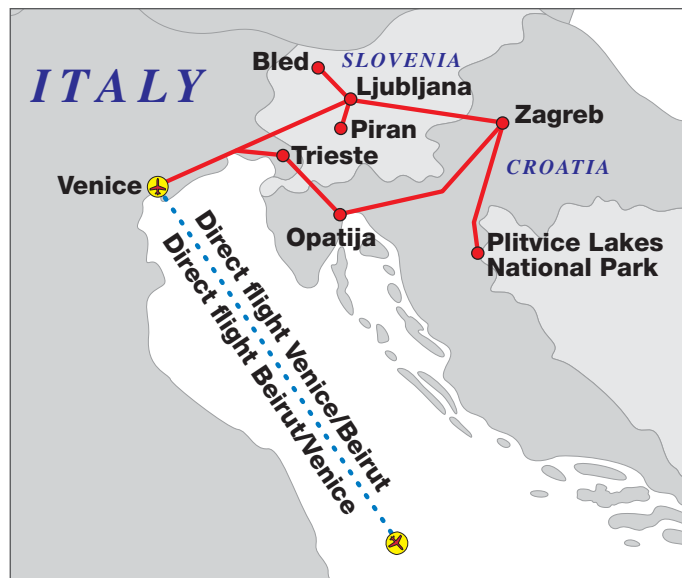 ITALY
SLOVENIA
Bled
Ljubljana
Piran
Zagreb
Trieste
CROATIA
Venice
Opatija
Plitvice Lakes
National Park
Direct flight Venice/Beirut
Direct flight Beirut/Venice